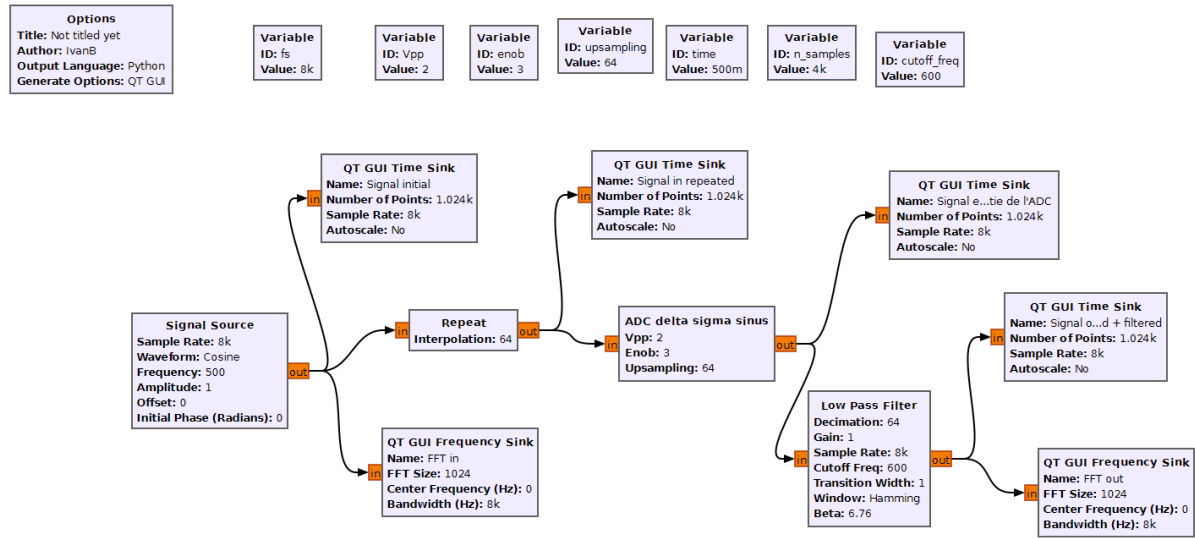 Options
Title: Not titled yet
Author: IvanB
Output Language: Python
Generate Options: QT GUI
Variable
ID: fs
Value: 8k
Variable
ID: Vpp
Value: 2
Variable
ID: enob
Value: 3
Variable
ID: upsampling
Value: 64
Variable
ID: time
Value: 500m
Variable
ID: n_samples
Value: 4k
Variable
ID: cutoff_freq
Value: 600
QT GUI Time Sink
Name: Signal initial
Number of Points: 1.024k
Sample Rate: 8k
Autoscale: No
in
QT GUI Time Sink
Name: Signal in repeated
Number of Points: 1.024k
Sample Rate: 8k
Autoscale: No
in
QT GUI Time Sink
Name: Signal e...tie de l'ADC
Number of Points: 1.024k
Sample Rate: 8k
Autoscale: No
in
Signal Source
Sample Rate: 8k
Waveform: Cosine
Frequency: 500
Amplitude: 1
Offset: 0
Initial Phase (Radians): 0
out
in
Repeat
Interpolation: 64
out
in
ADC delta sigma sinus
Vpp: 2
Enob: 3
Upsampling: 64
out
in
QT GUI Time Sink
Name: Signal o...d + filtered
Number of Points: 1.024k
Sample Rate: 8k
Autoscale: No
in
QT GUI Frequency Sink
Name: FFT in
FFT Size: 1024
Center Frequency (Hz): 0
Bandwidth (Hz): 8k
in
Low Pass Filter
Decimation: 64
Gain: 1
Sample Rate: 8k
Cutoff Freq: 600
Transition Width: 1
Window: Hamming
Beta: 6.76
out
in
QT GUI Frequency Sink
Name: FFT out
FFT Size: 1024
Center Frequency (Hz): 0
Bandwidth (Hz): 8k